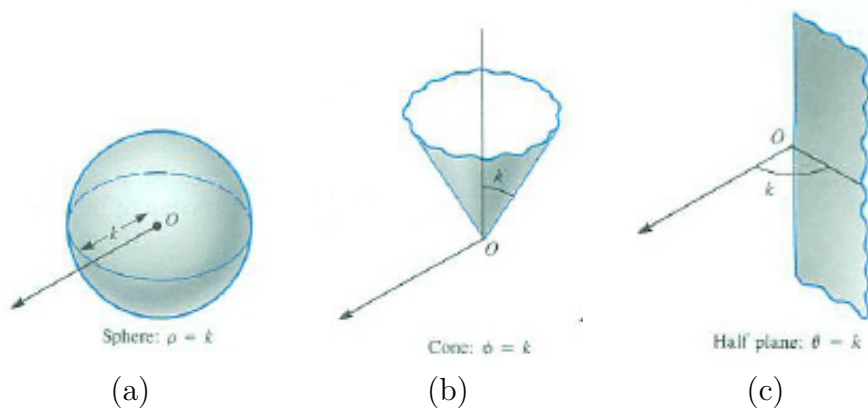 O
k
Sphere: ρ = k
(a)
k
O
Cone: ϕ = k
(b)
O
k
Half plane: θ = k
(c)